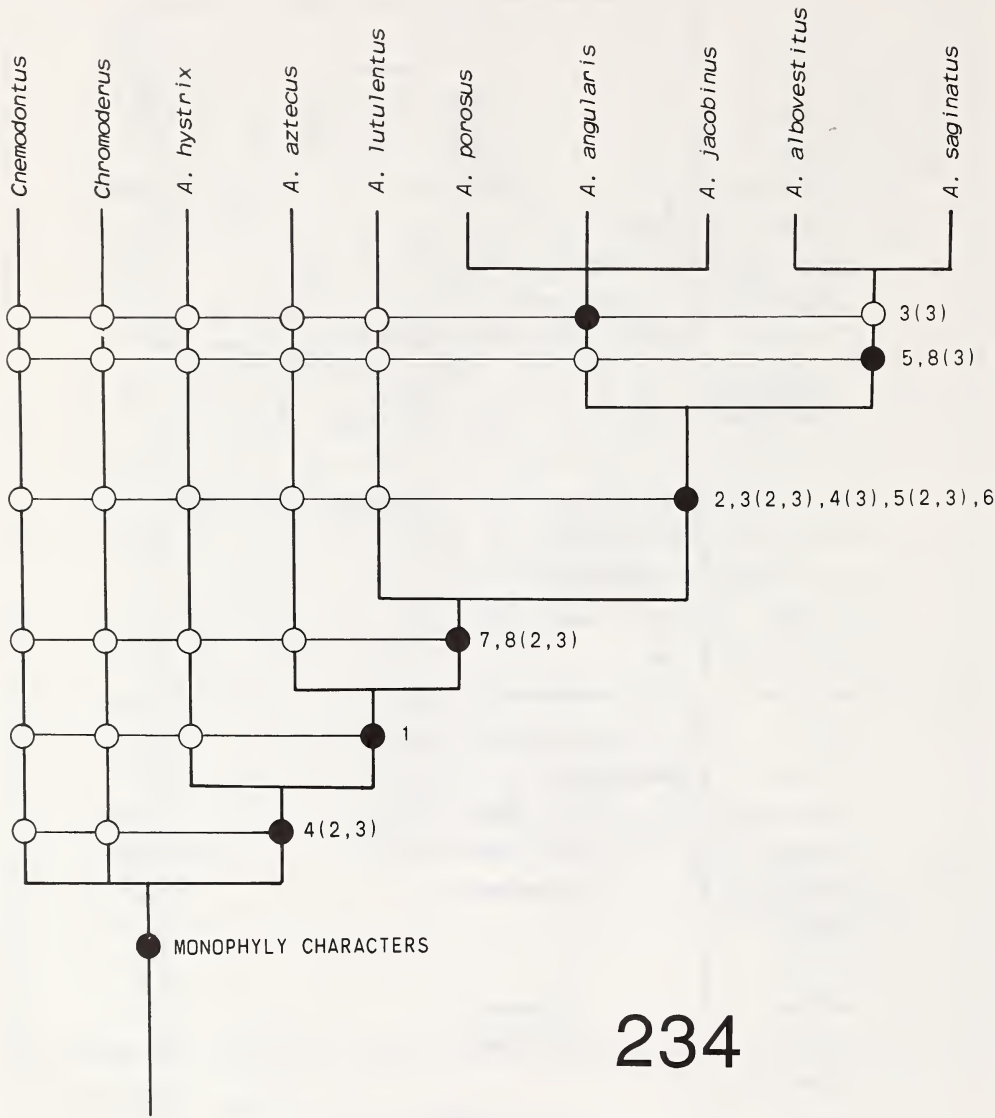 Cnemodontus
Chromoderus
A. hystrix
A. aztecus
A. lutulentus
A. porosus
A. angularis
A. jacobinus
A. albovestitus
A. saginatus
3(3)
5,8(3)
2,3(2,3),4(3),5(2,3),6
7,8(2,3)
1
4(2,3)
MONOPHYLY CHARACTERS
234